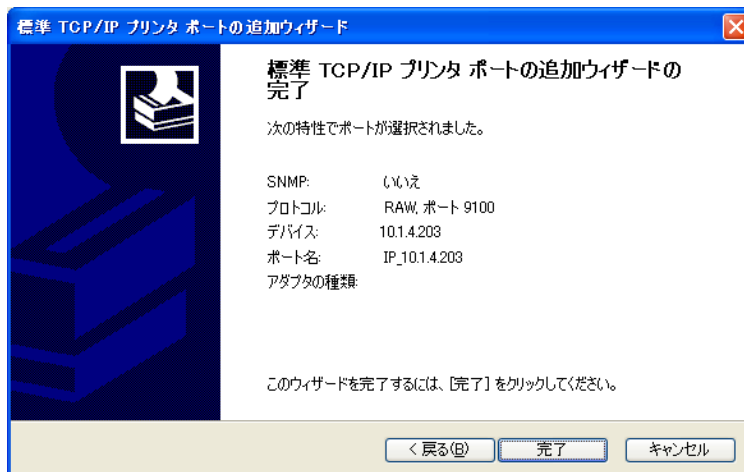 標準 TCP/IP プリンタ ポートの追加ウィザード
標準 TCP/IP プリンタ ポートの追加ウィザードの
完了
次の特性でポートが選択されました。
SNMP: いいえ
プロトコル: RAW, ポート 9100
デバイス: 10.1.4.203
ポート名: IP_10.1.4.203
アダプタの種類:
このウィザードを完了するには、[完了] をクリックしてください。
< 戻る(B) 完了 キャンセル